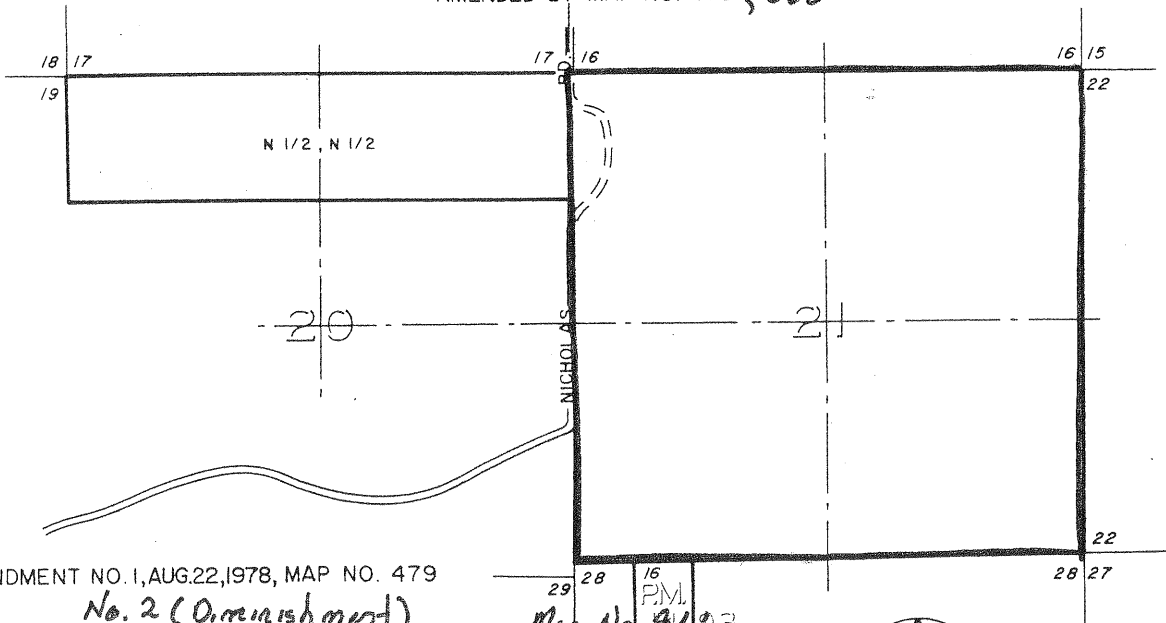 18 17
17 16
16 15
19
RD.
22
N 1/2, N 1/2
20
NICHOLAS
21
22
NDMENT NO. 1, AUG. 22, 1978, MAP NO. 479
29 28
16
28 27
No. 2 (Diminishment)
P.M.